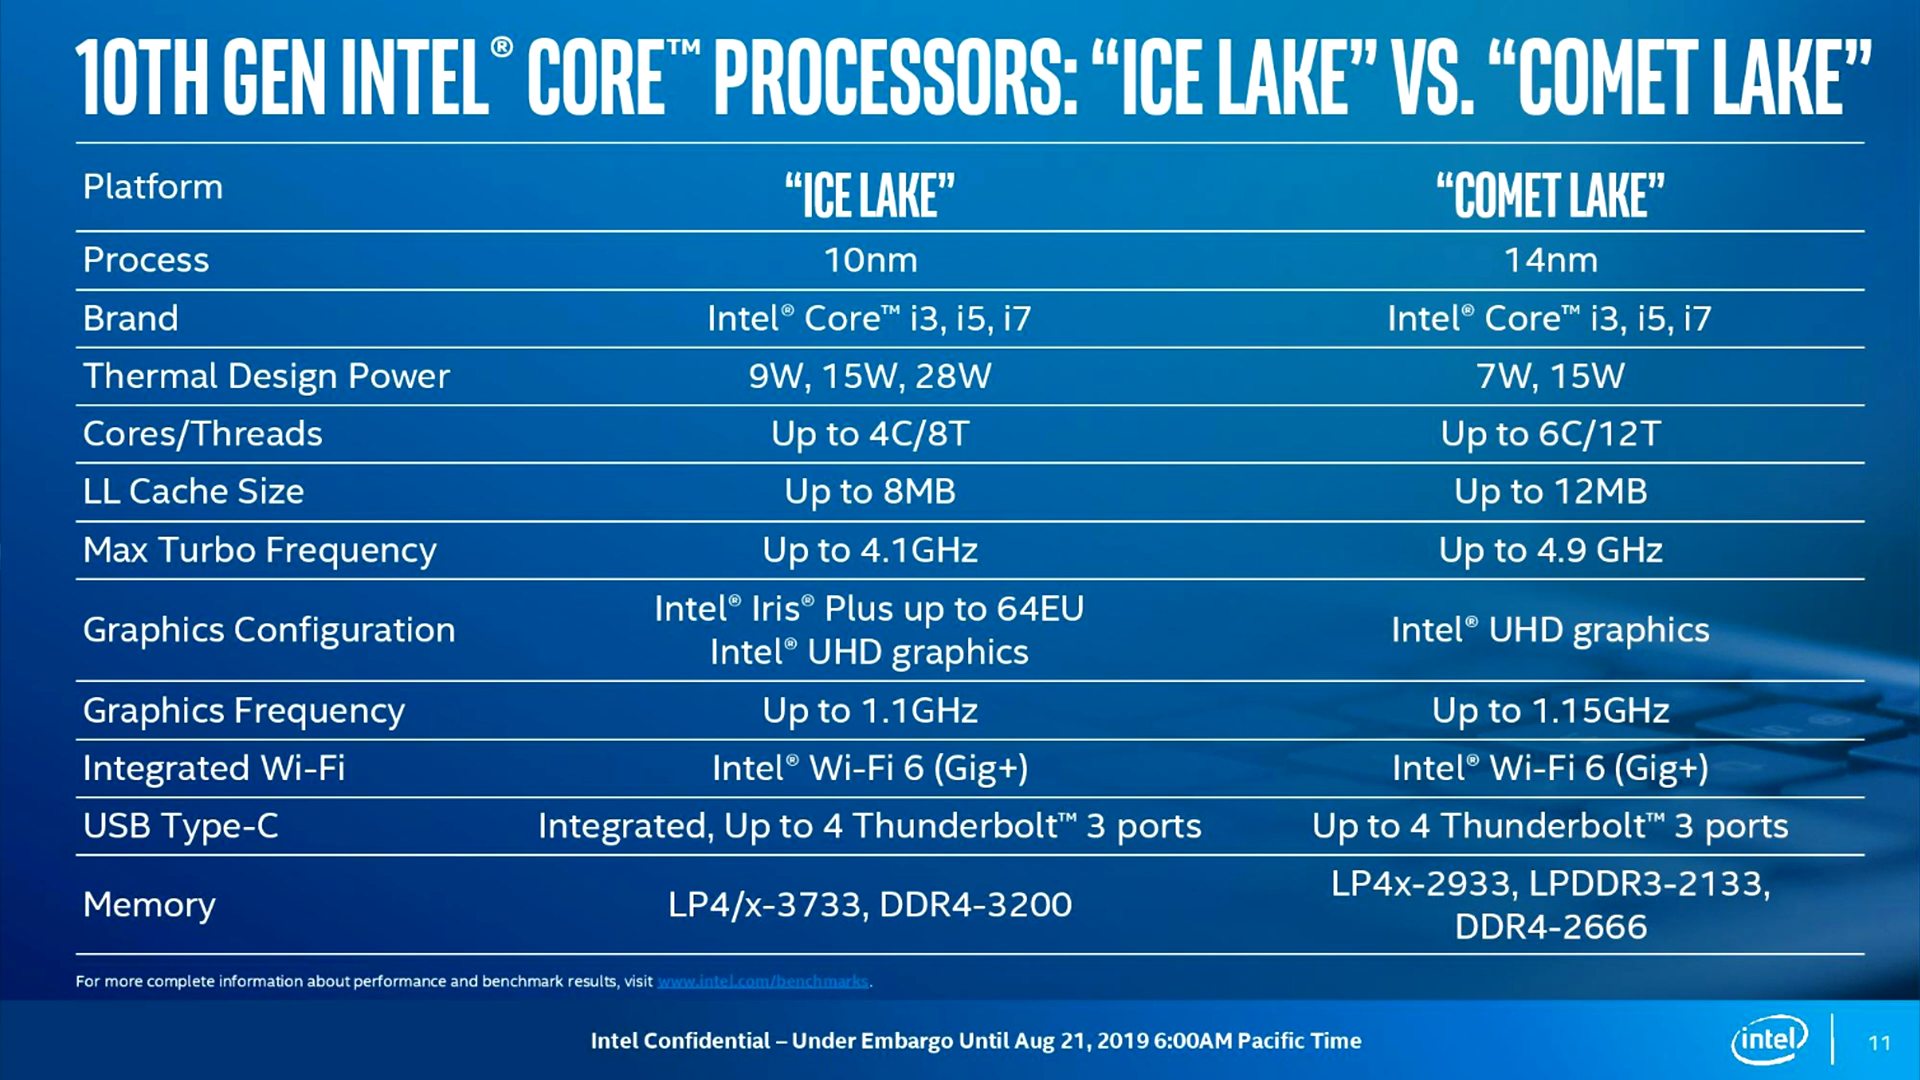 10TH GEN INTEL® CORE™ PROCESSORS: “ICE LAKE” VS. “COMET LAKE”
Platform “ICE LAKE” “COMET LAKE”
Process 10nm 14nm
Brand Intel® Core™ i3, i5, i7 Intel® Core™ i3, i5, i7
Thermal Design Power 9W, 15W, 28W 7W, 15W
Cores/Threads Up to 4C/8T Up to 6C/12T
LL Cache Size Up to 8MB Up to 12MB
Max Turbo Frequency Up to 4.1GHz Up to 4.9 GHz
Graphics Configuration Intel® Iris® Plus up to 64EU
Intel® UHD graphics Intel® UHD graphics
Graphics Frequency Up to 1.1GHz Up to 1.15GHz
Integrated Wi-Fi Intel® Wi-Fi 6 (Gig+) Intel® Wi-Fi 6 (Gig+)
USB Type-C Integrated, Up to 4 Thunderbolt™ 3 ports Up to 4 Thunderbolt™ 3 ports
Memory LP4/x-3733, DDR4-3200 LP4x-2933, LPDDR3-2133,
DDR4-2666
For more complete information about performance and benchmark results, visit www.intel.com/benchmarks.
Intel Confidential – Under Embargo Until Aug 21, 2019 6:00AM Pacific Time
intel 11